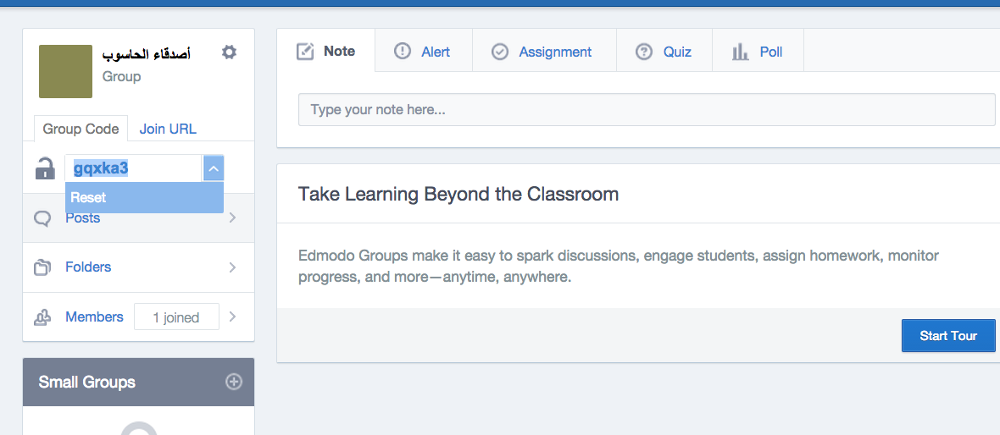 أصدقاء الحاسوب
Group
Group Code
Join URL
gqxka3
Reset
Posts
Folders
Members
1 joined
Small Groups
Note
Alert
Assignment
Quiz
Poll
Type your note here...
Take Learning Beyond the Classroom
Edmodo Groups make it easy to spark discussions, engage students, assign homework, monitor
progress, and more—anytime, anywhere.
Start Tour